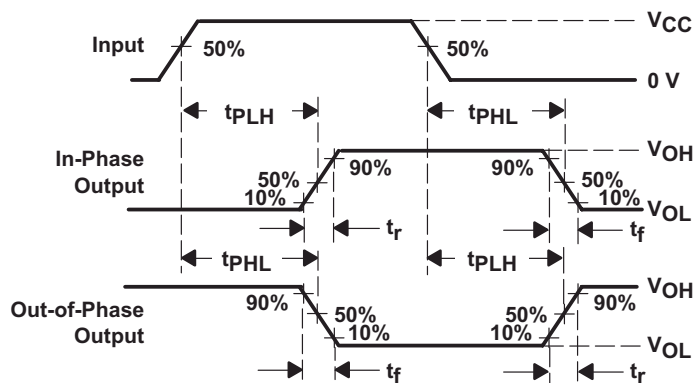 VCC
Input
50%
50%
0 V
tPLH
tPHL
In-Phase
Output
VOH
90%
90%
50%
50%
10%
10%
VOL
tr
tf
tPHL
tPLH
Out-of-Phase
Output
VOH
90%
90%
50%
50%
10%
10%
VOL
tf
tr